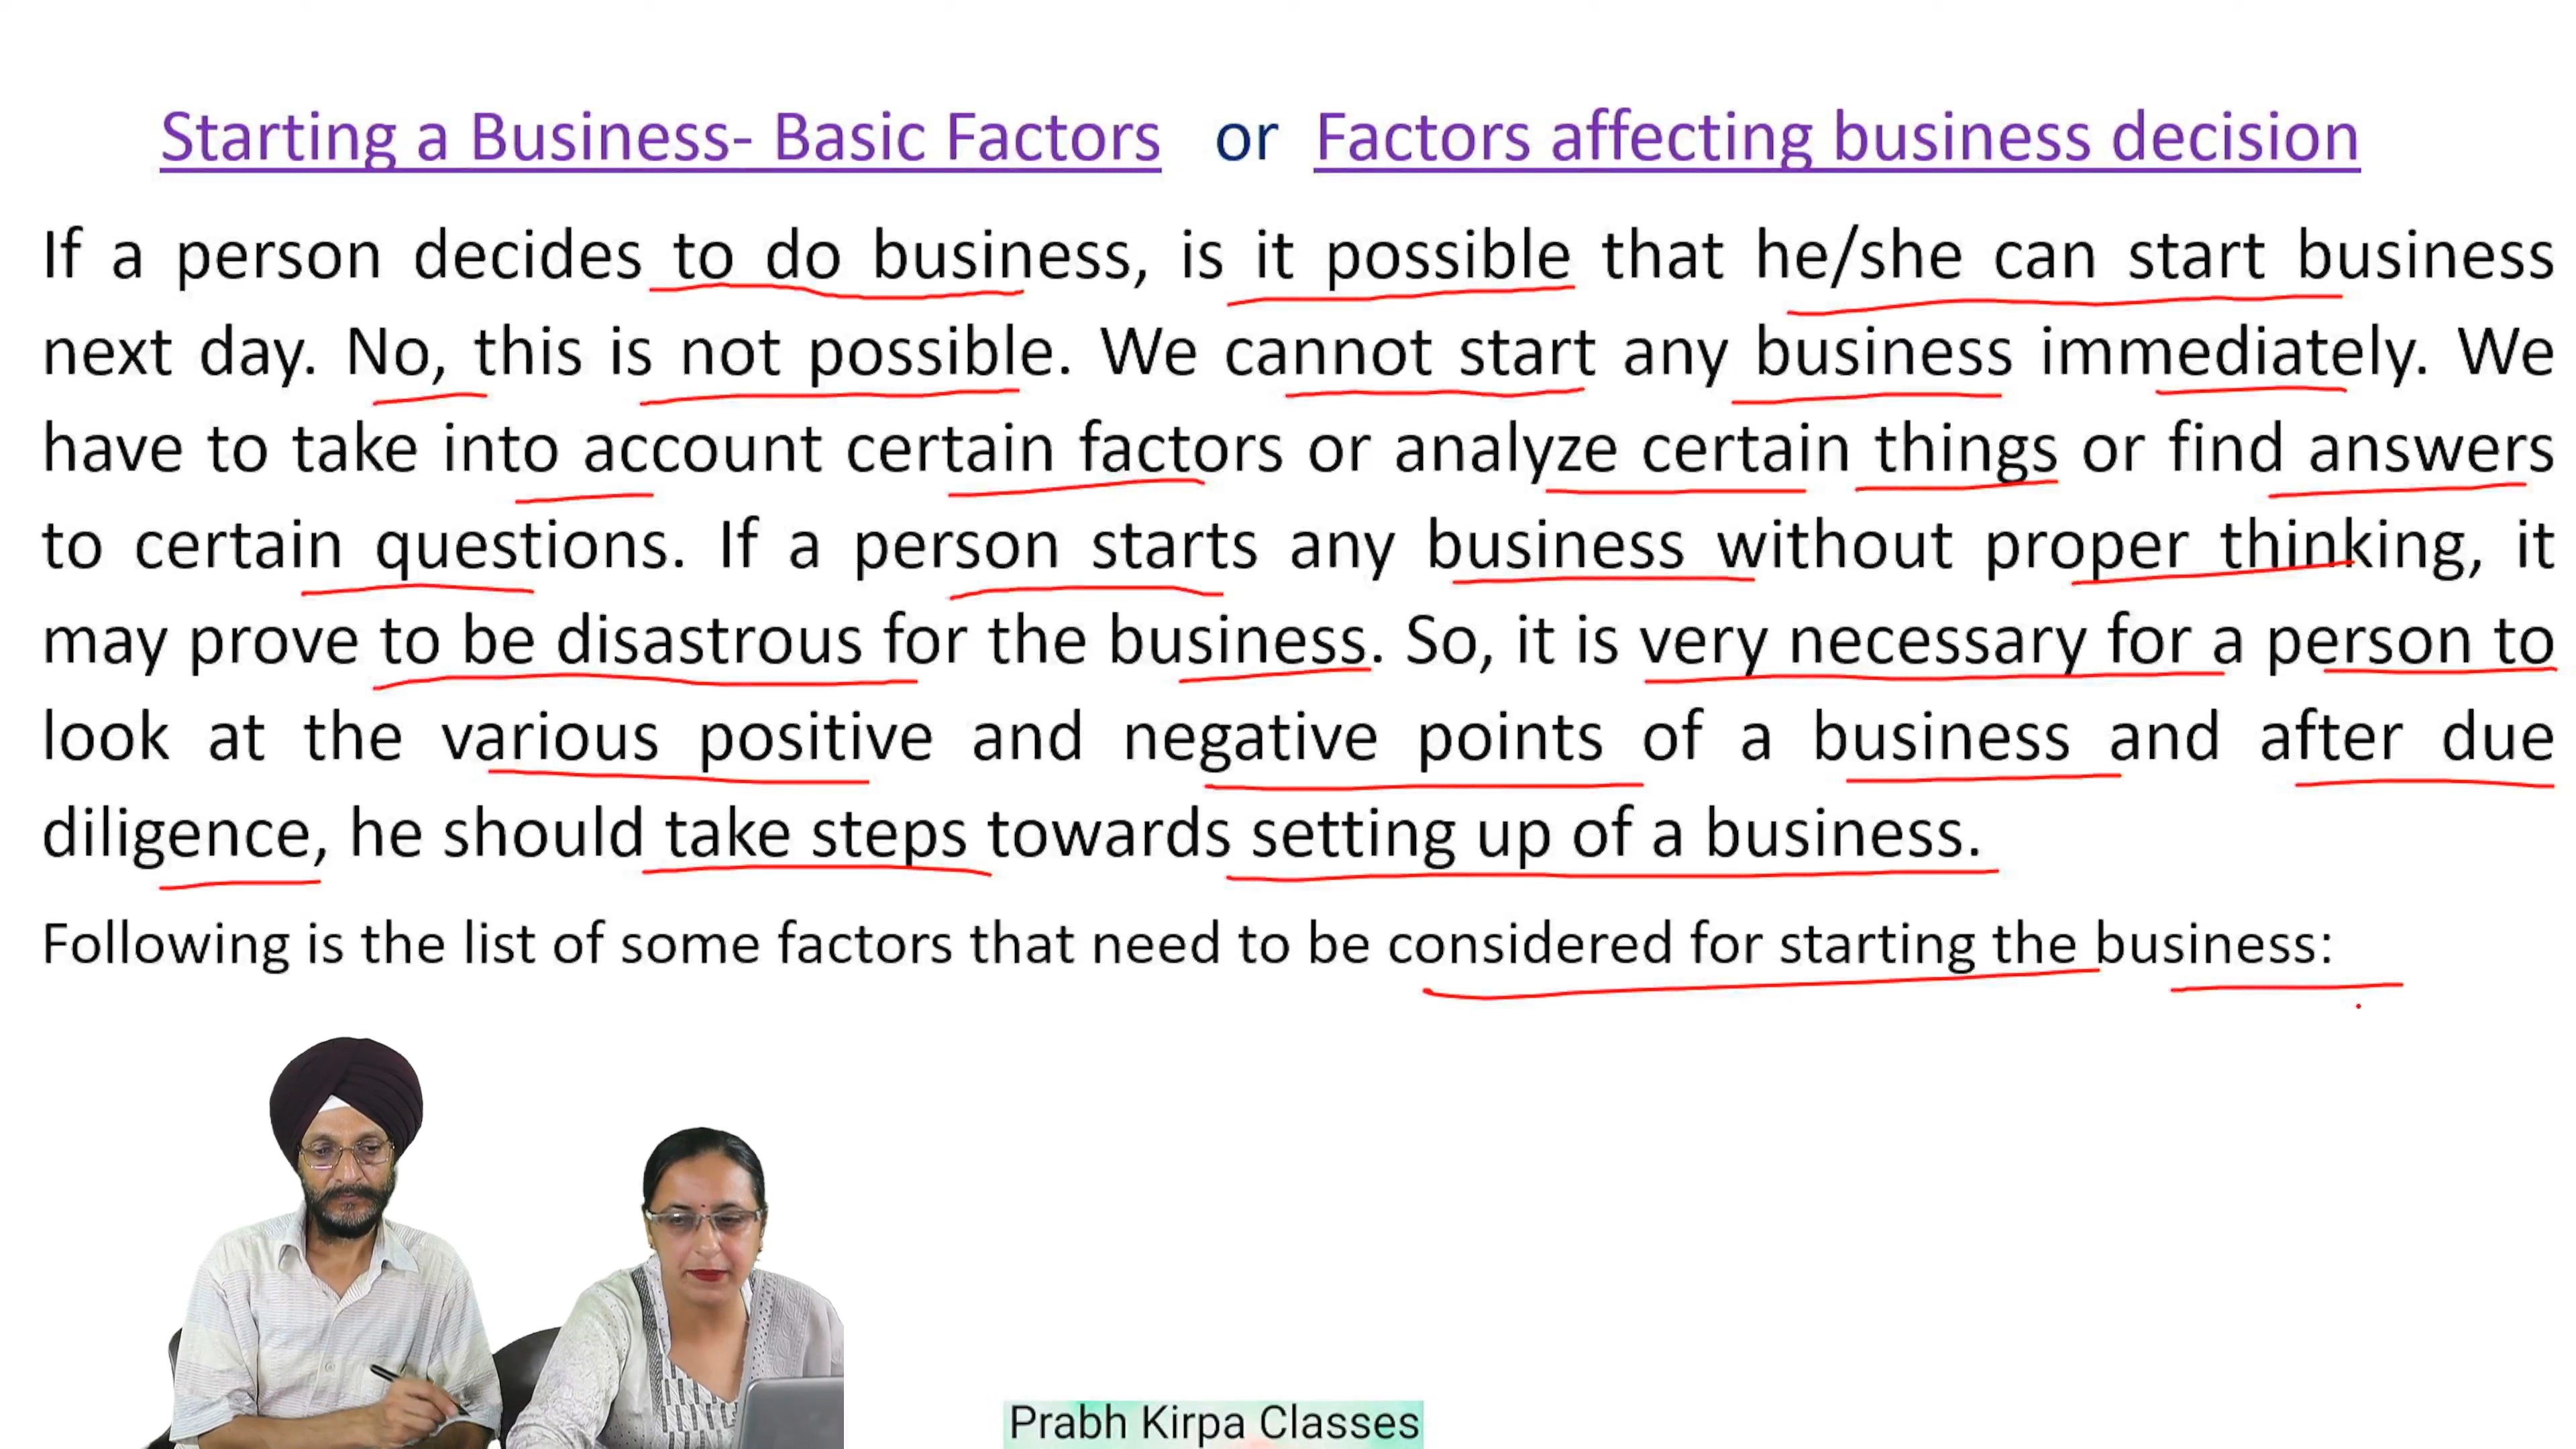 Starting a Business- Basic Factors or Factors affecting business decision
If a person decides to do business, is it possible that he/she can start business
next day. No, this is not possible. We cannot start any business immediately. We
have to take into account certain factors or analyze certain things or find answers
to certain questions. If a person starts any business without proper thinking, it
may prove to be disastrous for the business. So, it is very necessary for a person to
look at the various positive and negative points of a business and after due
diligence, he should take steps towards setting up of a business.
Following is the list of some factors that need to be considered for starting the business:
Prabh Kirpa Classes